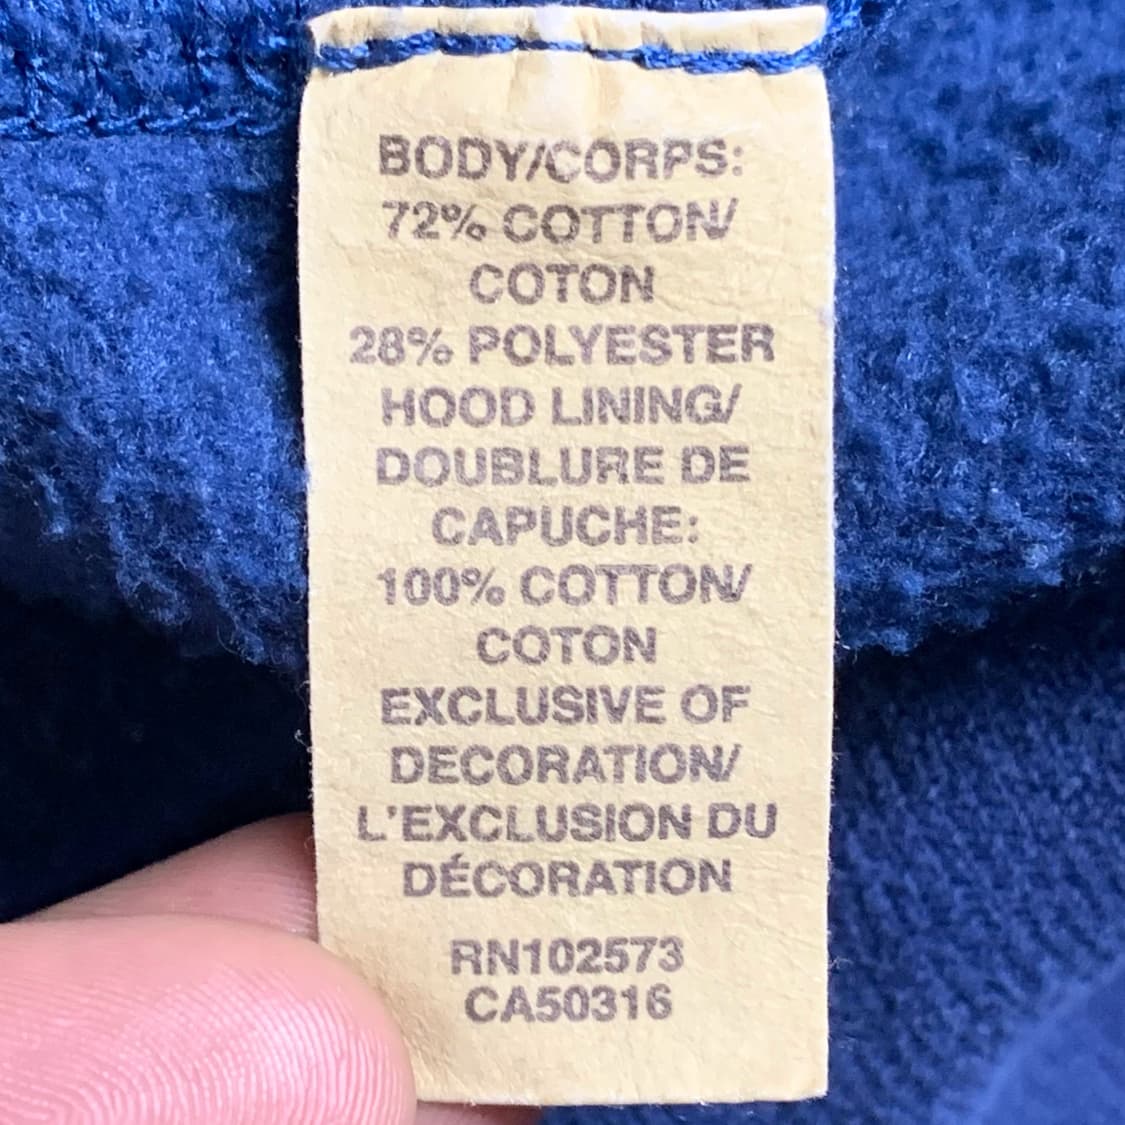 BODY/CORPS:
72% COTTON/
COTON
28% POLYESTER
HOOD LINING/
DOUBLURE DE
CAPUCHE:
100% COTTON/
COTON
EXCLUSIVE OF
DECORATION/
L'EXCLUSION DU
DÉCORATION
RN102573
CA50316